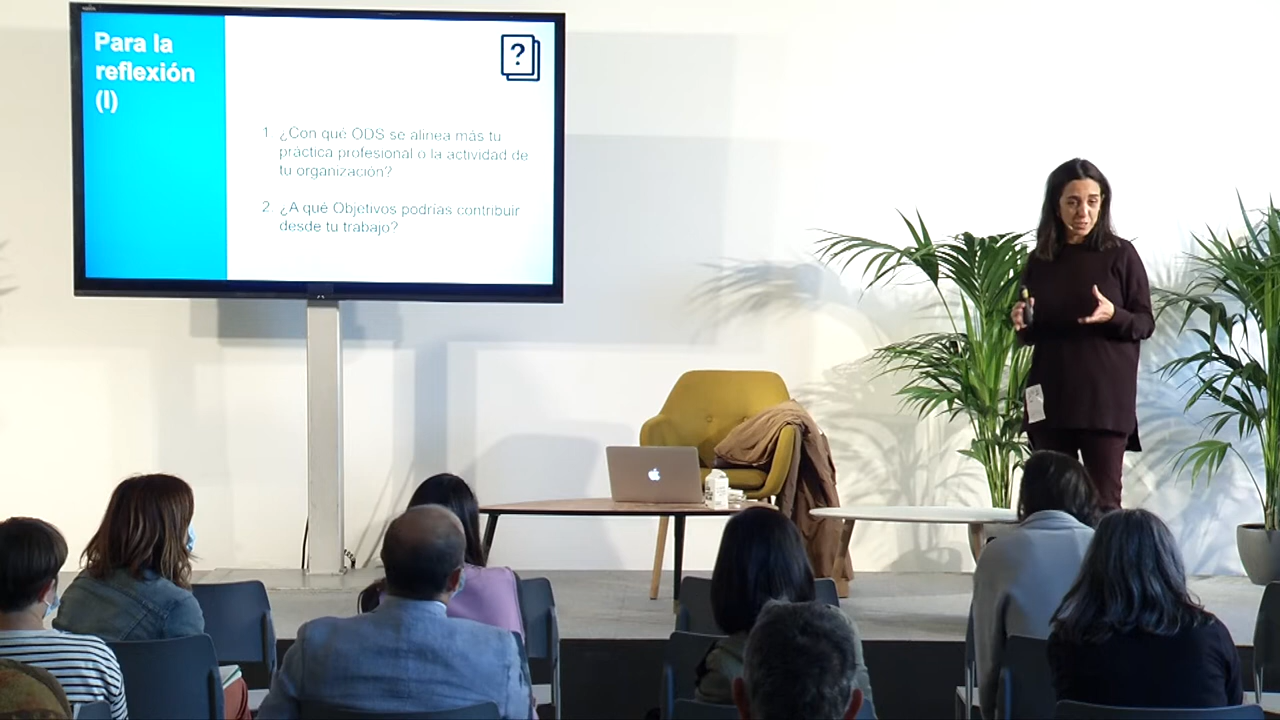 Para la
reflexión
(I)
?
1. ¿Con qué ODS se alinea más tu
práctica profesional o la actividad de
tu organización?
2. ¿A qué Objetivos podrías contribuir
desde tu trabajo?